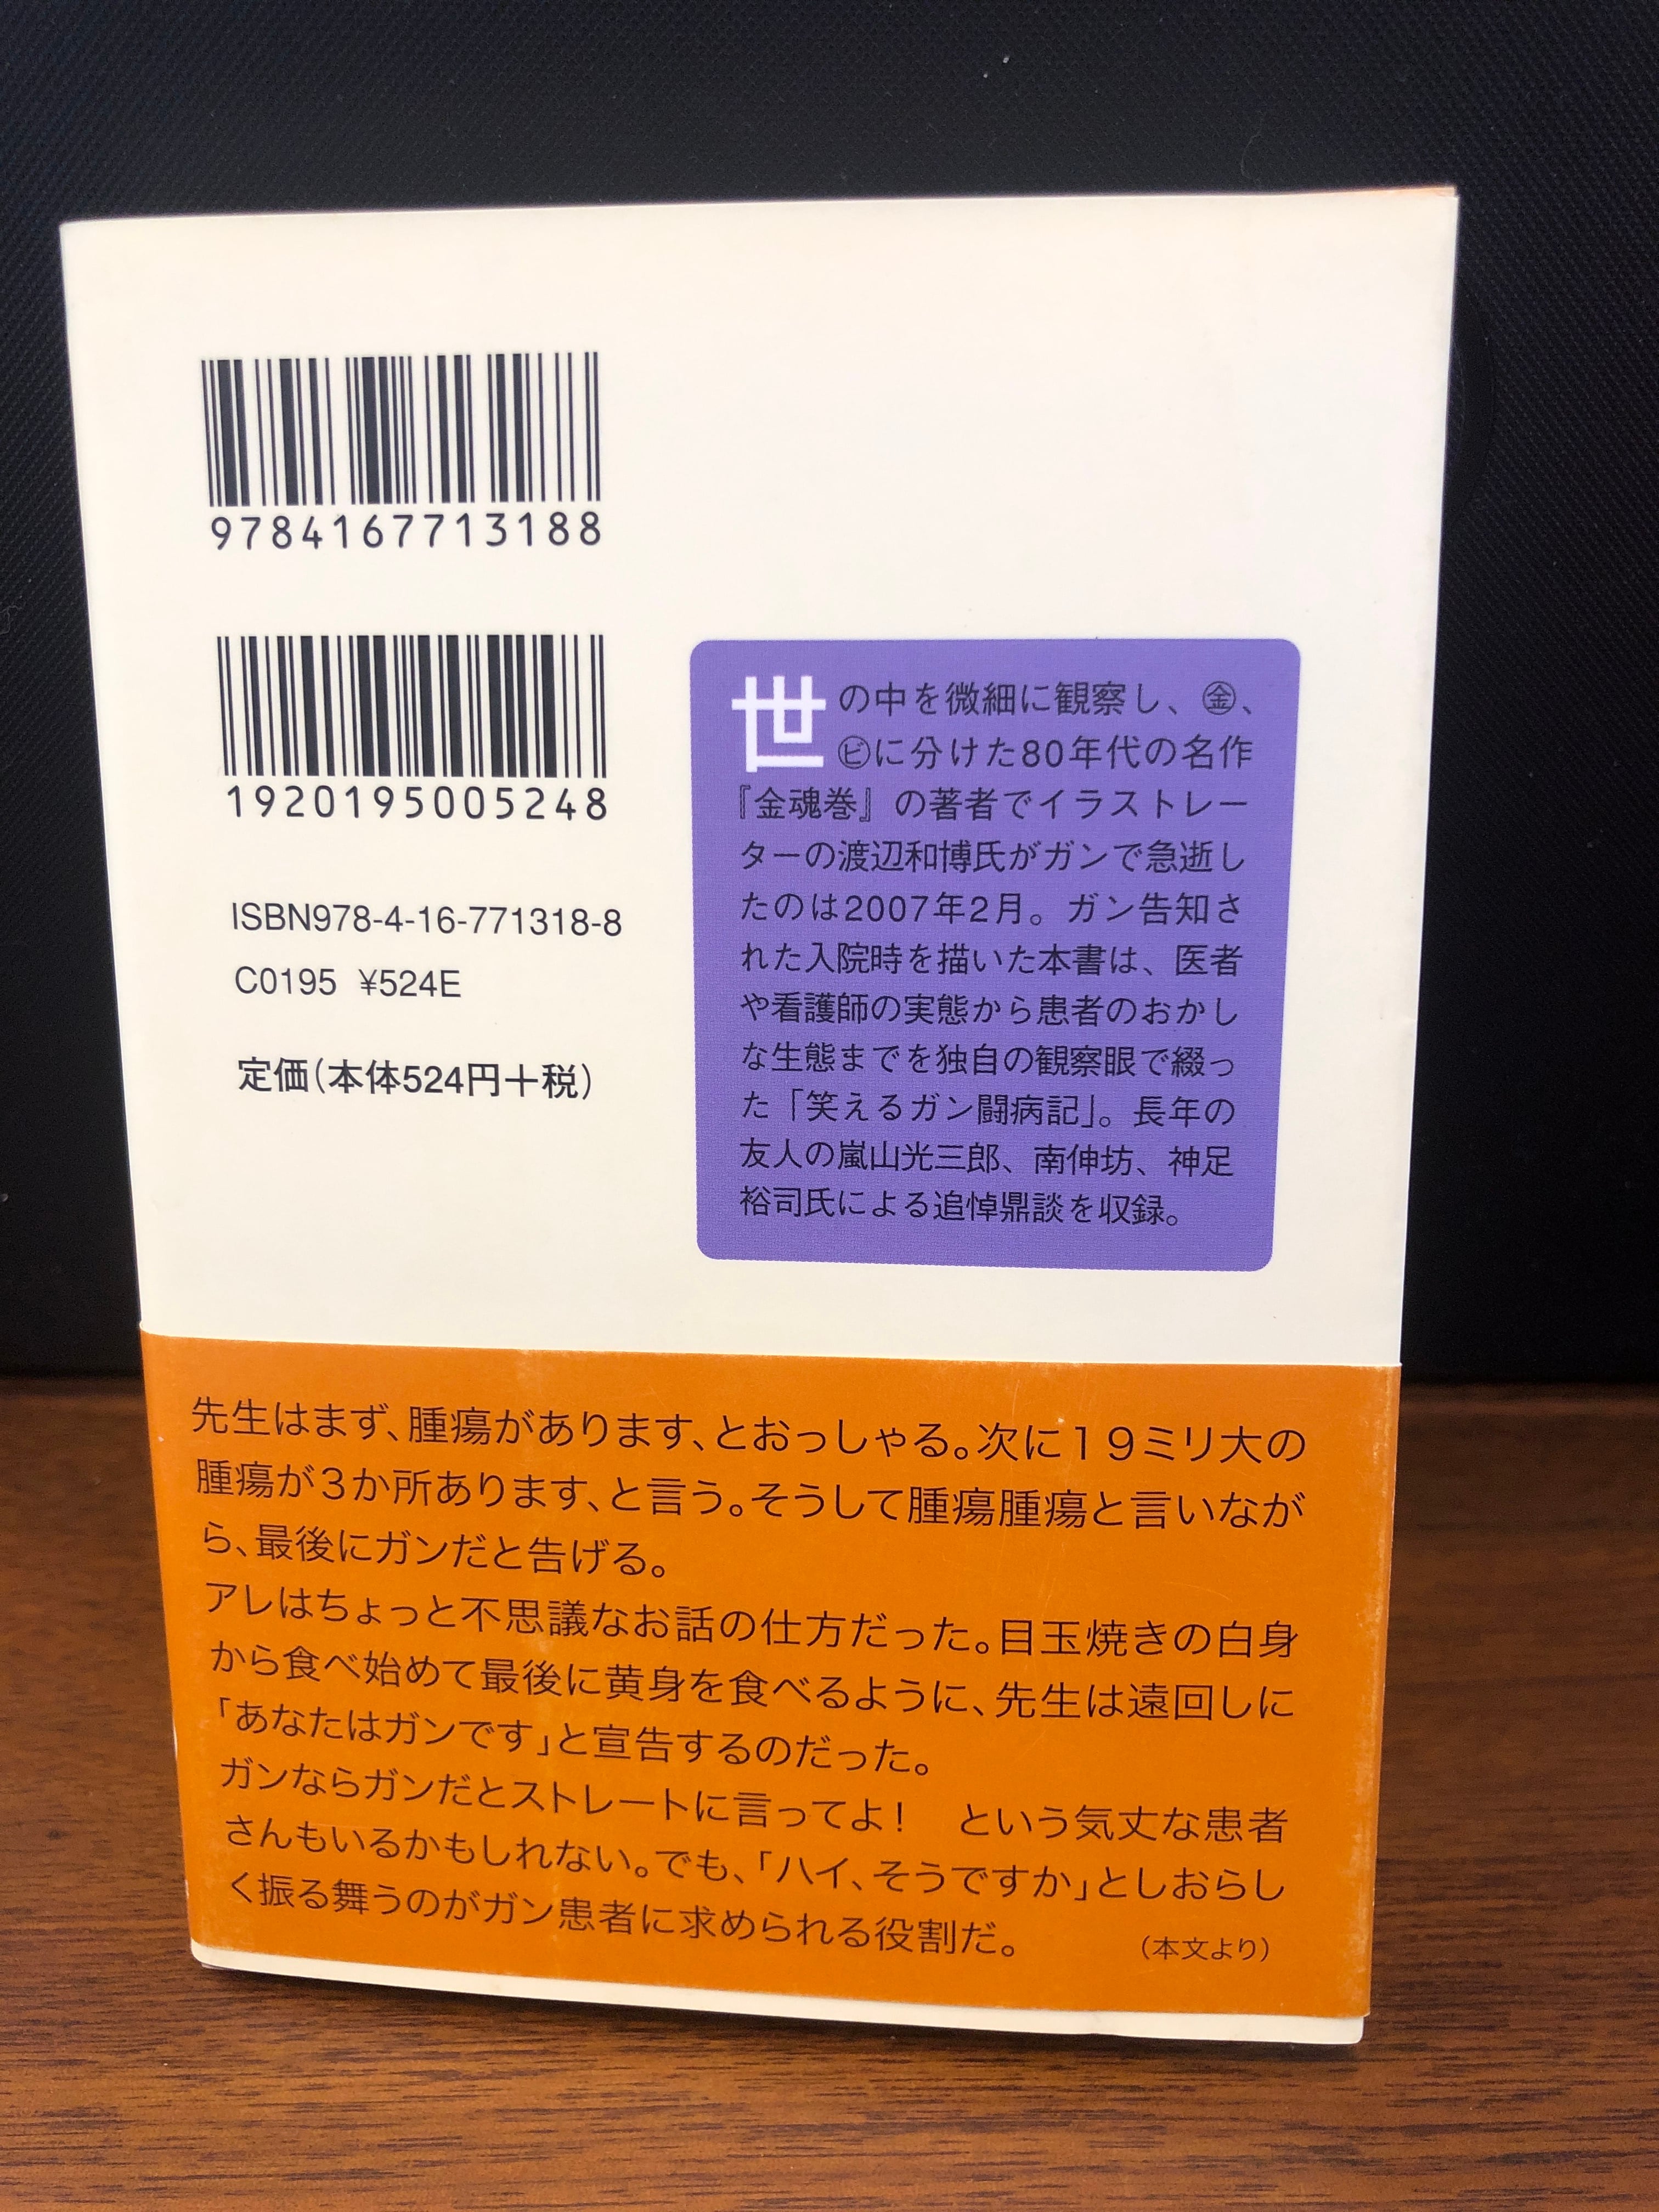 9784167713188
1920195005248
ISBN978-4-16-771318-8
C0195 ¥524E
定価(本体524円+税)
世の中を微細に観察し、㊎、
㋪に分けた80年代の名作
『金魂巻』の著者でイラストレー
ターの渡辺和博氏がガンで急逝し
たのは2007年2月。ガン告知さ
れた入院時を描いた本書は、医者
や看護師の実態から患者のおかし
な生態までを独自の観察眼で綴っ
た「笑えるガン闘病記」。長年の
友人の嵐山光三郎、南伸坊、神足
裕司氏による追悼鼎談を収録。
先生はまず、腫瘍があります、とおっしゃる。次に19ミリ大の
腫瘍が3か所あります、と言う。そうして腫瘍腫瘍と言いなが
ら、最後にガンだと告げる。
アレはちょっと不思議なお話の仕方だった。目玉焼きの白身
から食べ始めて最後に黄身を食べるように、先生は遠回しに
「あなたはガンです」と宣告するのだった。
ガンならガンだとストレートに言ってよ!　という気丈な患者
さんもいるかもしれない。でも、「ハイ、そうですか」としおらし
く振る舞うのがガン患者に求められる役割だ。
(本文より)